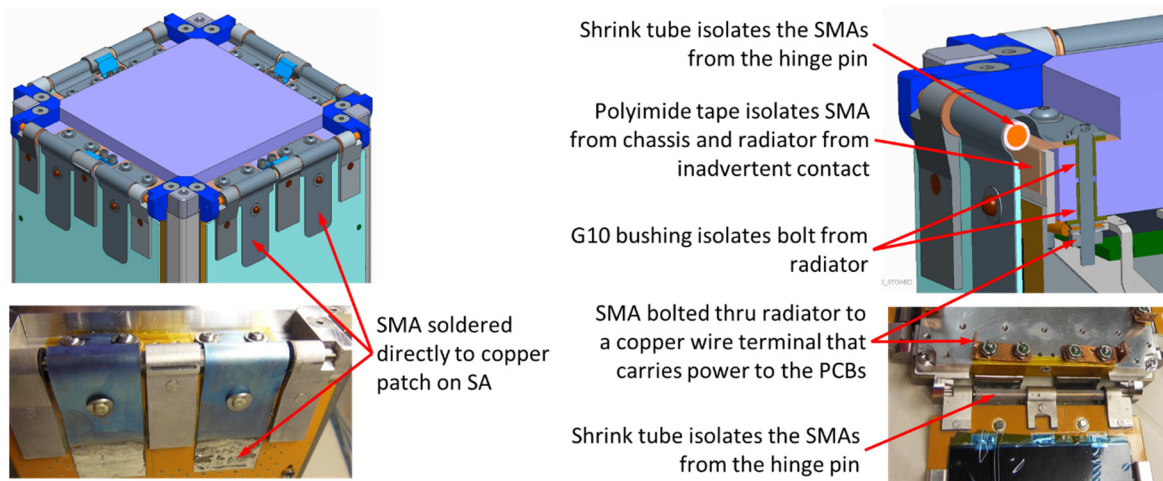 Shrink tube isolates the SMAs
from the hinge pin
Polyimide tape isolates SMA
from chassis and radiator from
inadvertent contact
G10 bushing isolates bolt from
radiator
SMA soldered
directly to copper
patch on SA
SMA bolted thru radiator to
a copper wire terminal that
carries power to the PCBs
Shrink tube isolates the SMAs
from the hinge pin